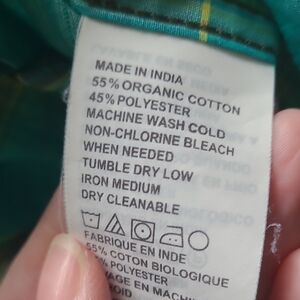 MADE IN INDIA
55% ORGANIC COTTON
45% POLYESTER
MACHINE WASH COLD
NON-CHLORINE BLEACH
WHEN NEEDED
TUMBLE DRY LOW
IRON MEDIUM
DRY CLEANABLE
FABRIQUE EN INDE
55% COTON BIOLOGIQUE
POLYESTER
EN